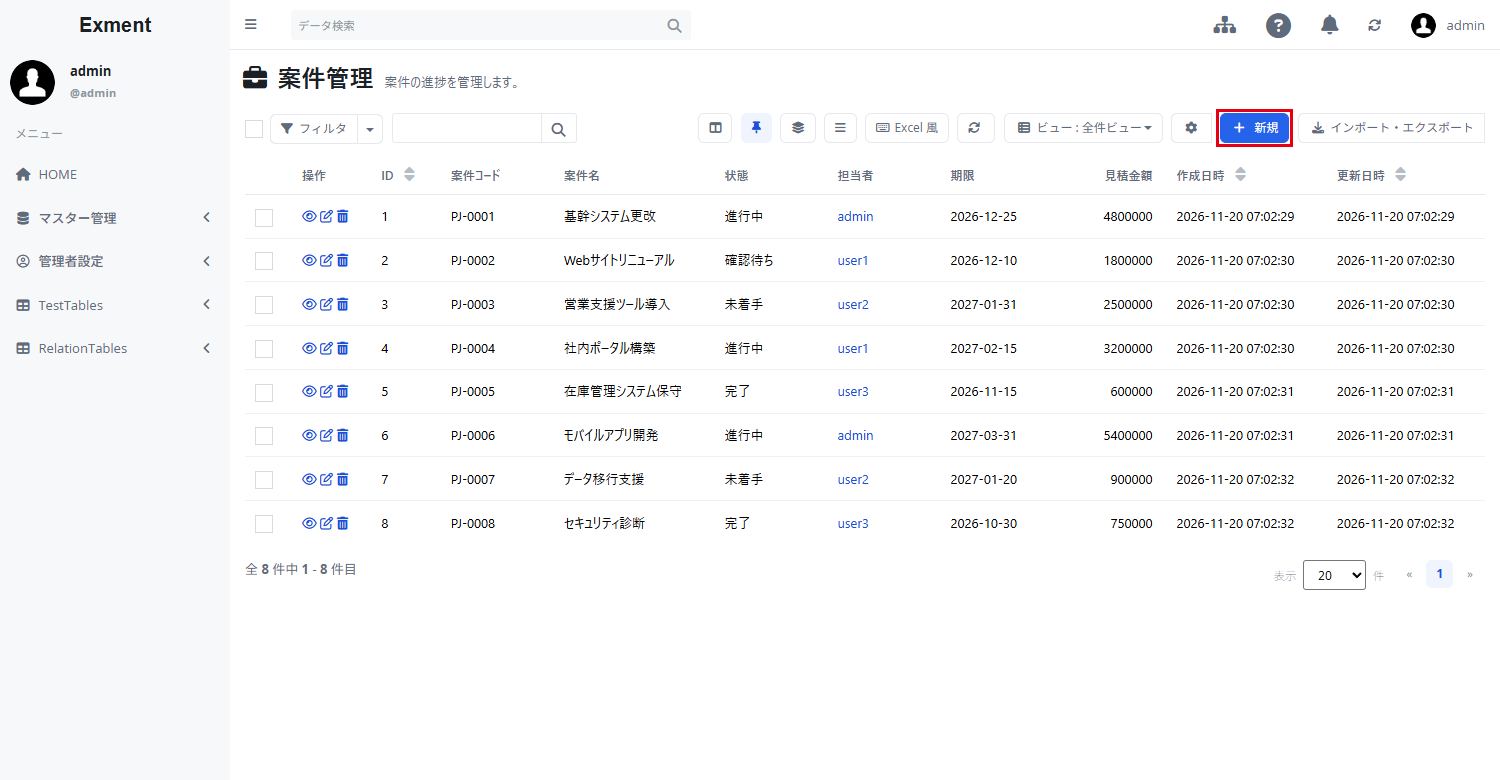 Exment
データ検索
? admin
admin
@admin
メニュー
HOME
マスター管理
管理者設定
TestTables
RelationTables
案件管理 案件の進捗を管理します。
フィルタ Excel 風 ビュー : 全件ビュー + 新規 インポート・エクスポート
操作 ID 案件コード 案件名 状態 担当者 期限 見積金額 作成日時 更新日時
1 PJ-0001 基幹システム更改 進行中 admin 2026-12-25 4800000 2026-11-20 07:02:29 2026-11-20 07:02:29
2 PJ-0002 Webサイトリニューアル 確認待ち user1 2026-12-10 1800000 2026-11-20 07:02:30 2026-11-20 07:02:30
3 PJ-0003 営業支援ツール導入 未着手 user2 2027-01-31 2500000 2026-11-20 07:02:30 2026-11-20 07:02:30
4 PJ-0004 社内ポータル構築 進行中 user1 2027-02-15 3200000 2026-11-20 07:02:30 2026-11-20 07:02:30
5 PJ-0005 在庫管理システム保守 完了 user3 2026-11-15 600000 2026-11-20 07:02:31 2026-11-20 07:02:31
6 PJ-0006 モバイルアプリ開発 進行中 admin 2027-03-31 5400000 2026-11-20 07:02:31 2026-11-20 07:02:31
7 PJ-0007 データ移行支援 未着手 user2 2027-01-20 900000 2026-11-20 07:02:32 2026-11-20 07:02:32
8 PJ-0008 セキュリティ診断 完了 user3 2026-10-30 750000 2026-11-20 07:02:32 2026-11-20 07:02:32
全 8 件中 1 - 8 件目
表示 20 件 « 1 »